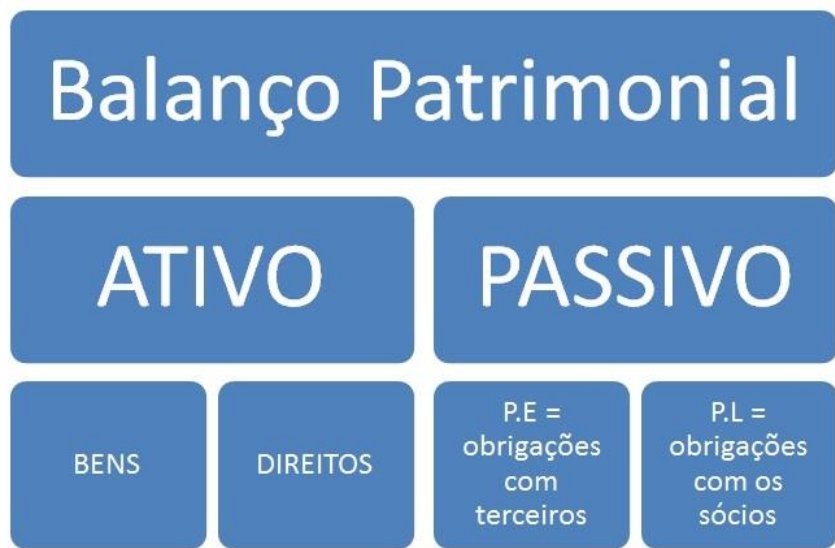 Balanço Patrimonial
ATIVO
PASSIVO
BENS
DIREITOS
P.E =
obrigações
com
terceiros
P.L =
obrigações
com os
sócios